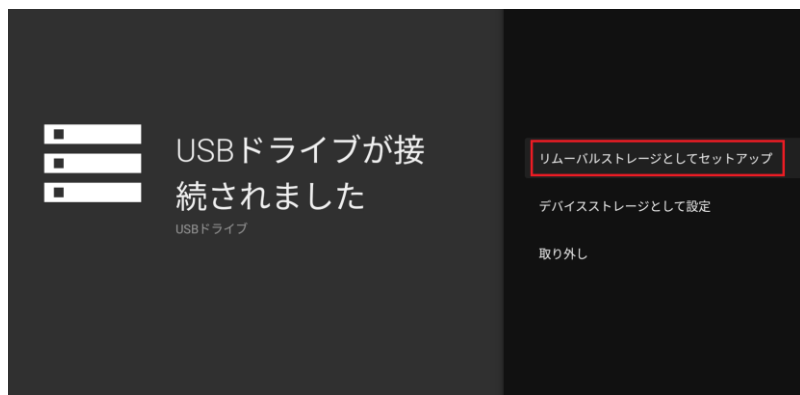 USBドライブが接
続されました
USBドライブ
リムーバルストレージとしてセットアップ
デバイスストレージとして設定
取り外し